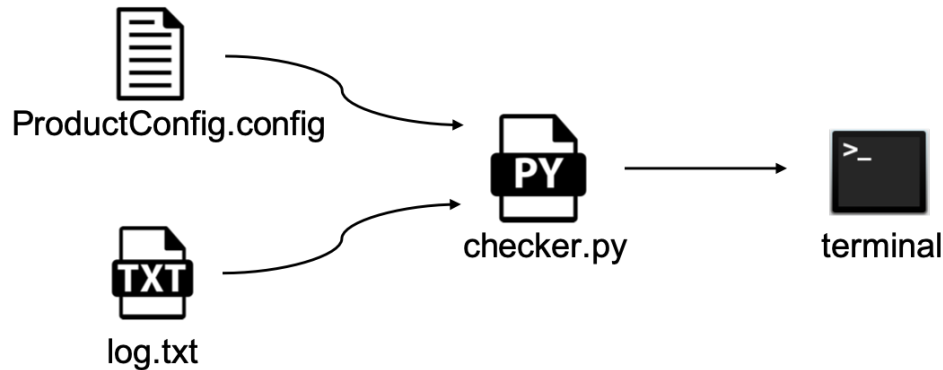 ProductConfig.config
PY
checker.py
>_
terminal
TXT
log.txt